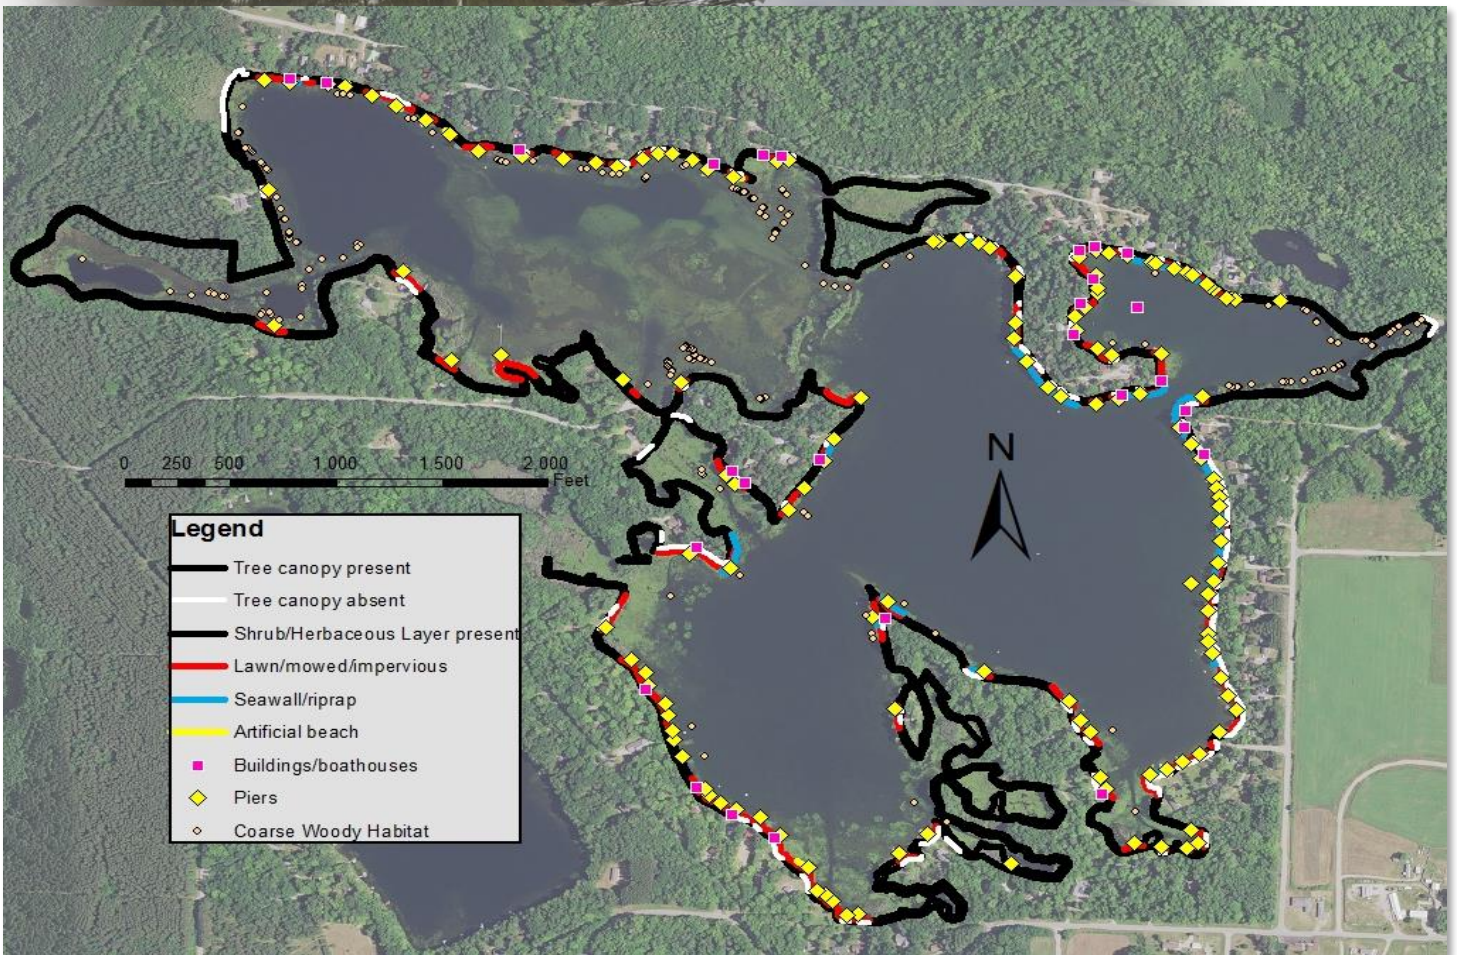 N
0 250 500 1 000 1 500 2 000
Feet
Legend
Tree canopy present
Tree canopy absent
Shrub/Herbaceous Layer present
Lawn/mowed/impervious
Seawall/riprap
Artificial beach
Buildings/boathouses
Piers
Coarse Woody Habitat